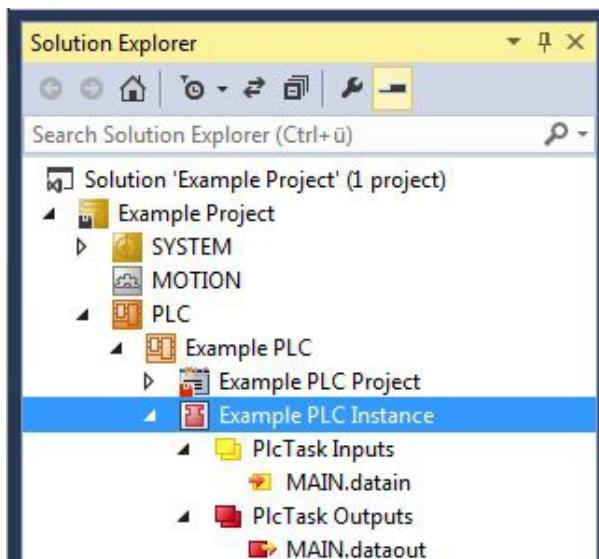 Solution Explorer
Search Solution Explorer (Ctrl+ü)
Solution 'Example Project' (1 project)
Example Project
SYSTEM
MOTION
PLC
Example PLC
Example PLC Project
Example PLC Instance
PlcTask Inputs
MAIN.datain
PlcTask Outputs
MAIN.dataout